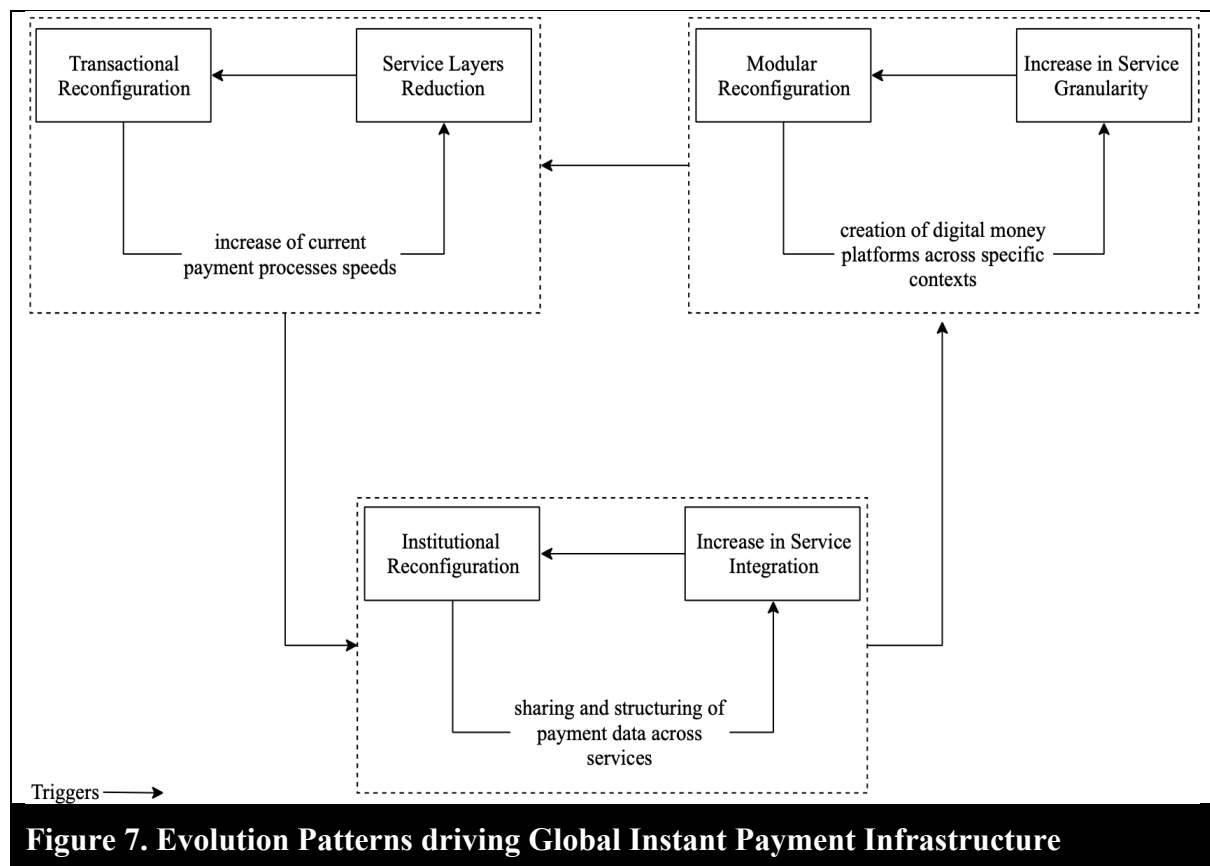 Transactional
Reconfiguration
Service Layers
Reduction
increase of current
payment processes speeds
Modular
Reconfiguration
Increase in Service
Granularity
creation of digital money
platforms across specific
contexts
Institutional
Reconfiguration
Increase in Service
Integration
sharing and structuring of
payment data across
services
Triggers
Figure 7. Evolution Patterns driving Global Instant Payment Infrastructure